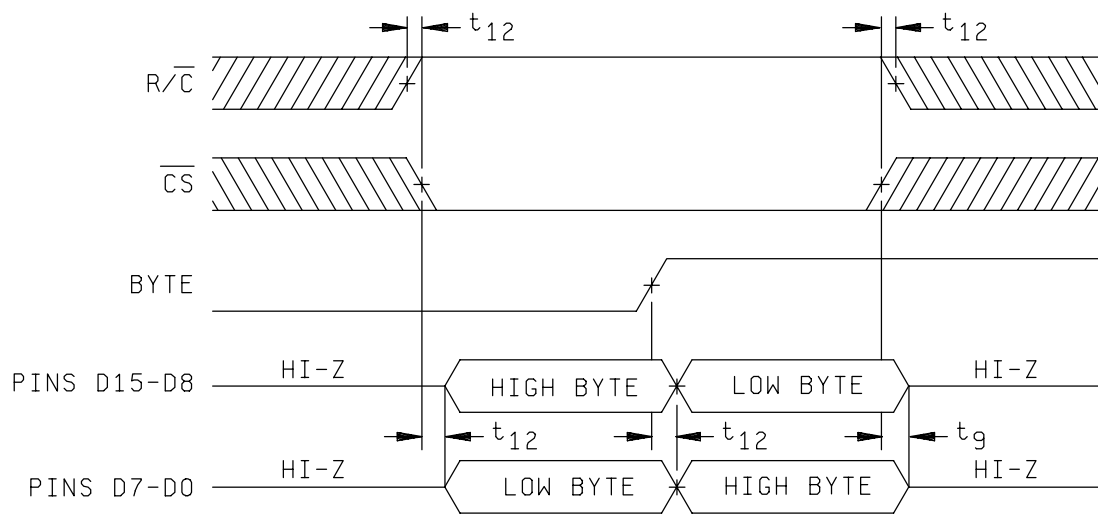 t12 t12
R/C̅
C̅S̅
BYTE
PINS D15-D8 HI-Z HIGH BYTE LOW BYTE HI-Z
t12 t12 t9
PINS D7-D0 HI-Z LOW BYTE HIGH BYTE HI-Z